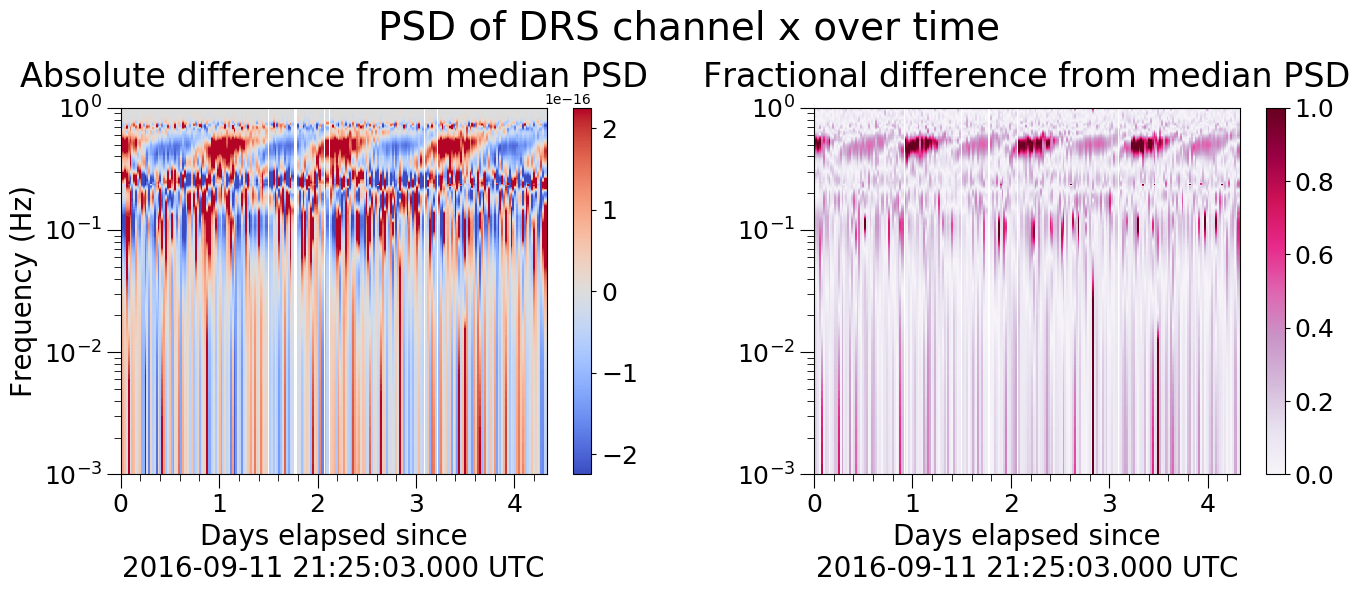 PSD of DRS channel x over time
Absolute difference from median PSD
1e−16
10⁰
10⁻¹
10⁻²
10⁻³
Frequency (Hz)
0 1 2 3 4
Days elapsed since
2016-09-11 21:25:03.000 UTC
2
1
0
−1
−2
Fractional difference from median PSD
10⁰
10⁻¹
10⁻²
10⁻³
0 1 2 3 4
Days elapsed since
2016-09-11 21:25:03.000 UTC
1.0
0.8
0.6
0.4
0.2
0.0